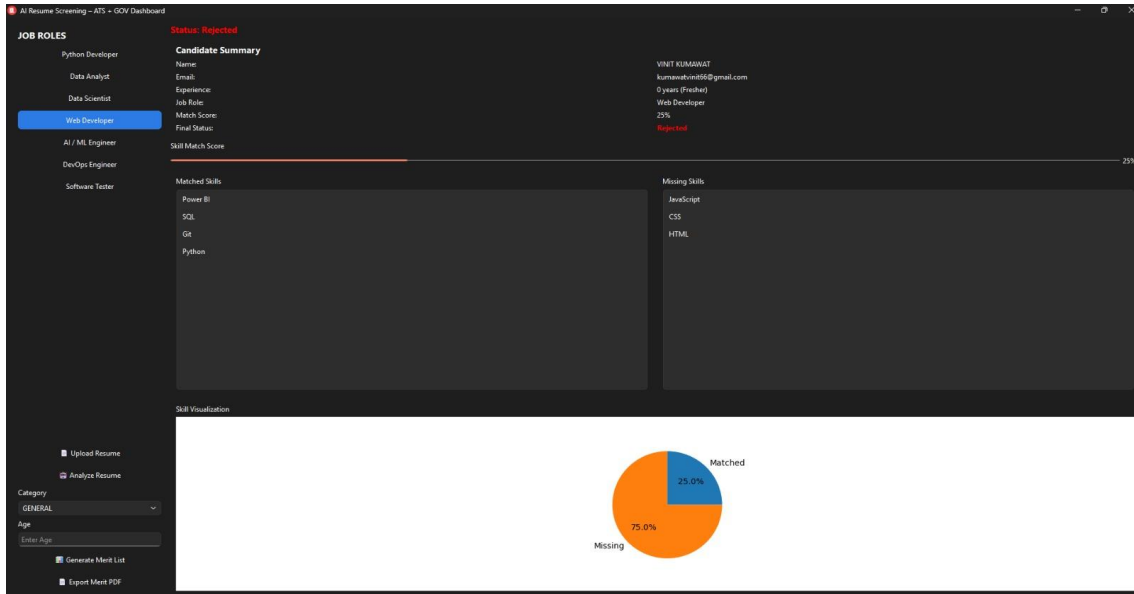 AI Resume Screening – ATS + GOV Dashboard
JOB ROLES
Python Developer
Data Analyst
Data Scientist
Web Developer
AI / ML Engineer
DevOps Engineer
Software Tester
Upload Resume
Analyze Resume
Category
GENERAL
Age
Enter Age
Generate Merit List
Export Merit PDF
Status: Rejected
Candidate Summary
Name: VINIT KUMAWAT
Email: kumawatvinit66@gmail.com
Experience: 0 years (Fresher)
Job Role: Web Developer
Match Score: 25%
Final Status: Rejected
Skill Match Score
25%
Matched Skills
Power BI
SQL
Git
Python
Missing Skills
JavaScript
CSS
HTML
Skill Visualization
Matched
25.0%
75.0%
Missing